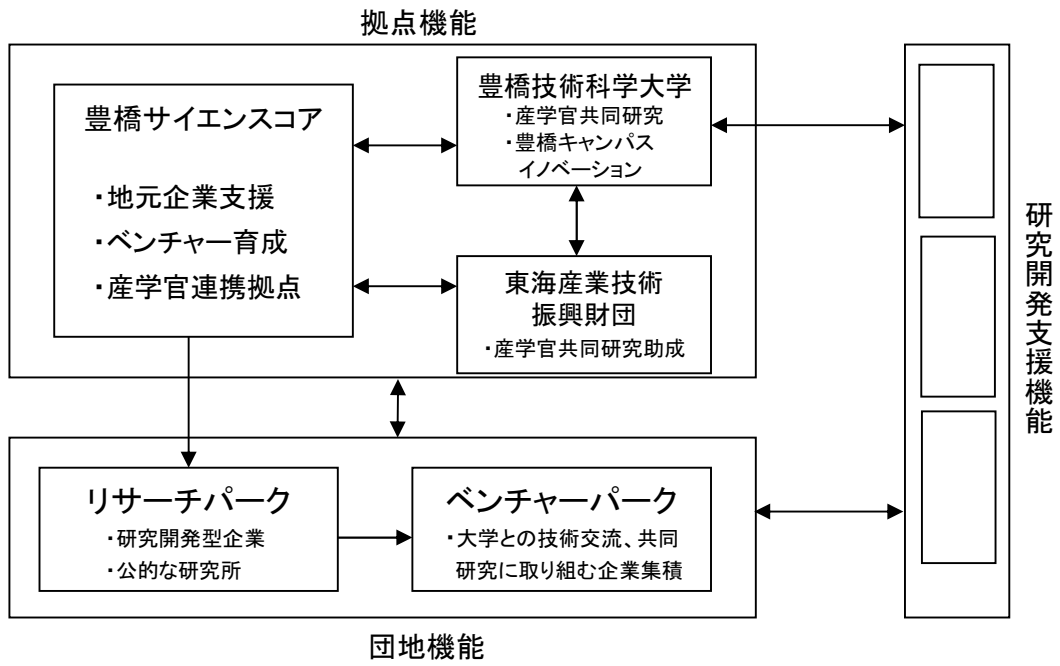 拠点機能
豊橋サイエンスコア
・地元企業支援
・ベンチャー育成
・産学官連携拠点
豊橋技術科学大学
・産学官共同研究
・豊橋キャンパス
イノベーション
東海産業技術
振興財団
・産学官共同研究助成
研究開発支援機能
リサーチパーク
・研究開発型企業
・公的な研究所
ベンチャーパーク
・大学との技術交流、共同
研究に取り組む企業集積
団地機能